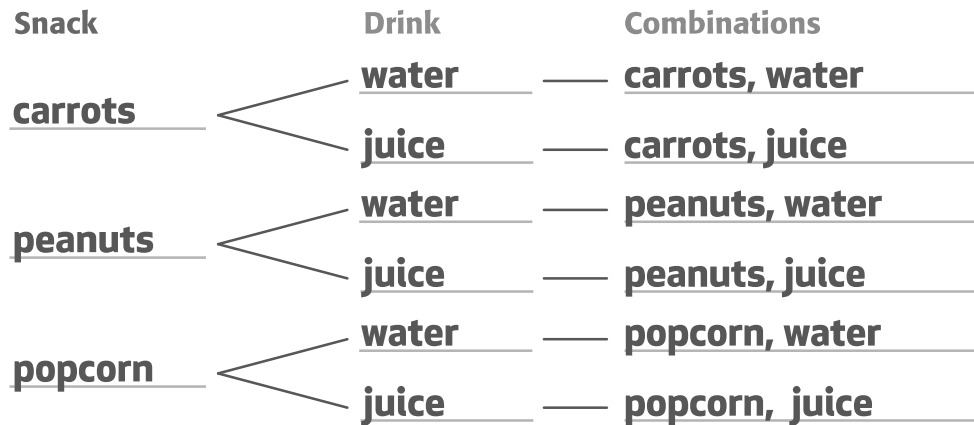 Snack Drink Combinations
water carrots, water
carrots
juice carrots, juice
water peanuts, water
peanuts
juice peanuts, juice
water popcorn, water
popcorn
juice popcorn, juice